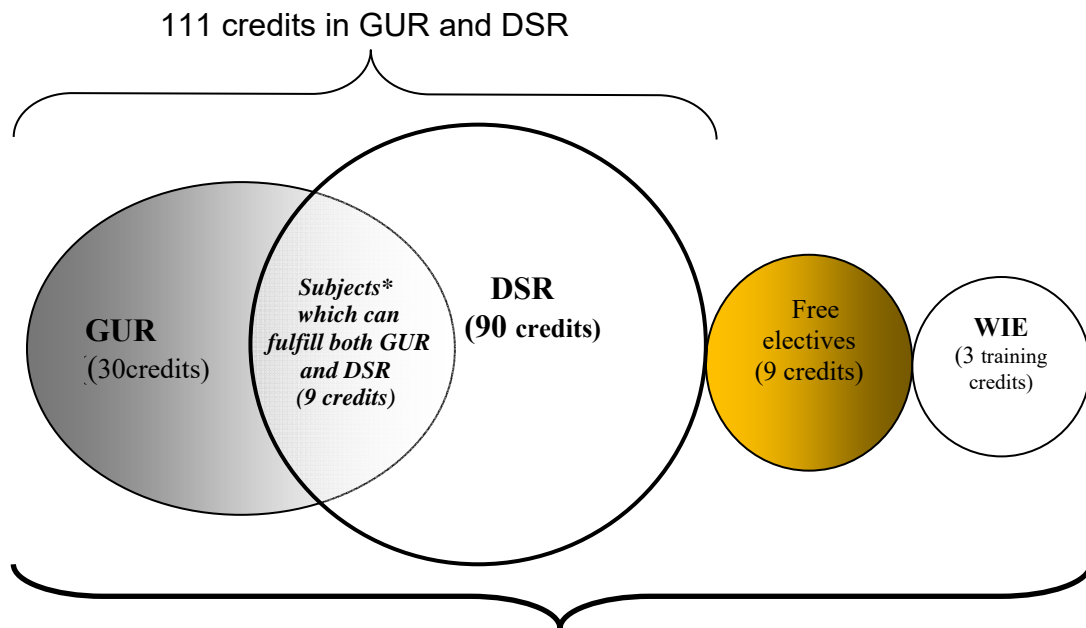 111 credits in GUR and DSR
GUR
(30credits)
Subjects*
which can
fulfill both GUR
and DSR
(9 credits)
DSR
(90 credits)
Free
electives
(9 credits)
WIE
(3 training
credits)